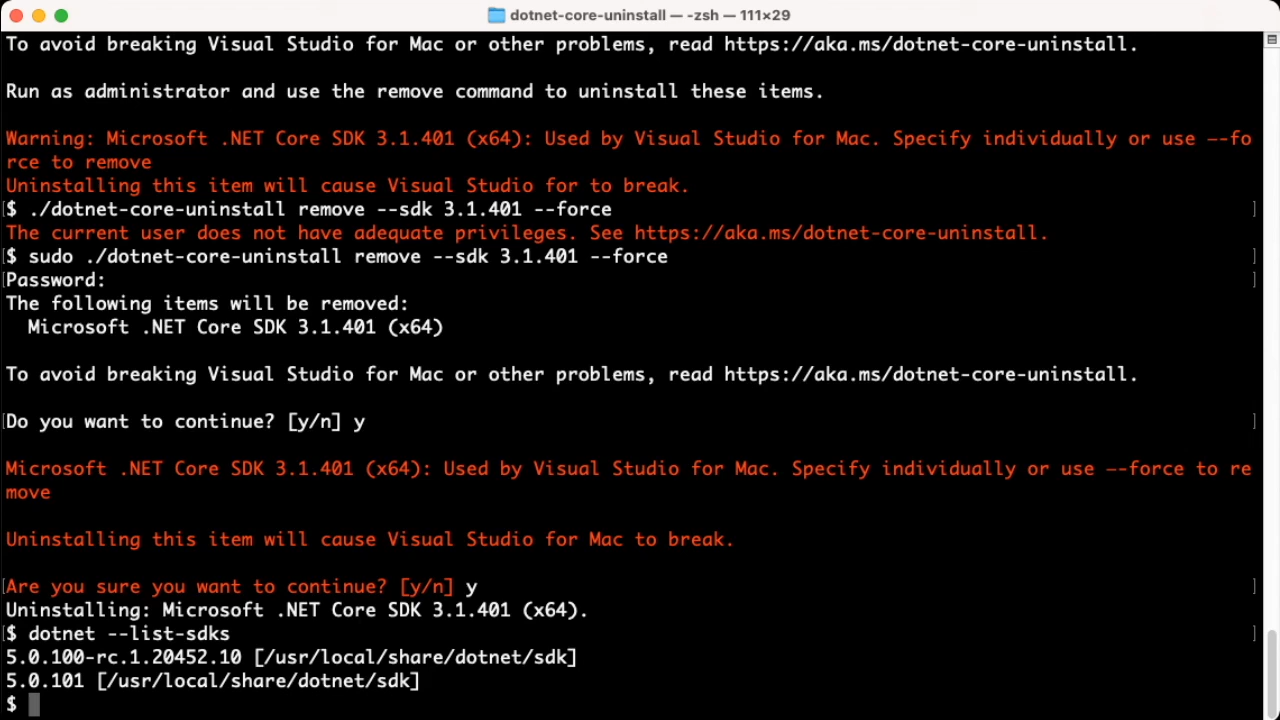 dotnet-core-uninstall — -zsh — 111×29
To avoid breaking Visual Studio for Mac or other problems, read https://aka.ms/dotnet-core-uninstall.
Run as administrator and use the remove command to uninstall these items.
Warning: Microsoft .NET Core SDK 3.1.401 (x64): Used by Visual Studio for Mac. Specify individually or use --fo
rce to remove
Uninstalling this item will cause Visual Studio for to break.
[$ ./dotnet-core-uninstall remove --sdk 3.1.401 --force ]
The current user does not have adequate privileges. See https://aka.ms/dotnet-core-uninstall.
[$ sudo ./dotnet-core-uninstall remove --sdk 3.1.401 --force ]
[Password: ]
The following items will be removed:
  Microsoft .NET Core SDK 3.1.401 (x64)
To avoid breaking Visual Studio for Mac or other problems, read https://aka.ms/dotnet-core-uninstall.
[Do you want to continue? [y/n] y ]
Microsoft .NET Core SDK 3.1.401 (x64): Used by Visual Studio for Mac. Specify individually or use --force to re
move
Uninstalling this item will cause Visual Studio for Mac to break.
[Are you sure you want to continue? [y/n] y ]
Uninstalling: Microsoft .NET Core SDK 3.1.401 (x64).
[$ dotnet --list-sdks ]
5.0.100-rc.1.20452.10 [/usr/local/share/dotnet/sdk]
5.0.101 [/usr/local/share/dotnet/sdk]
$